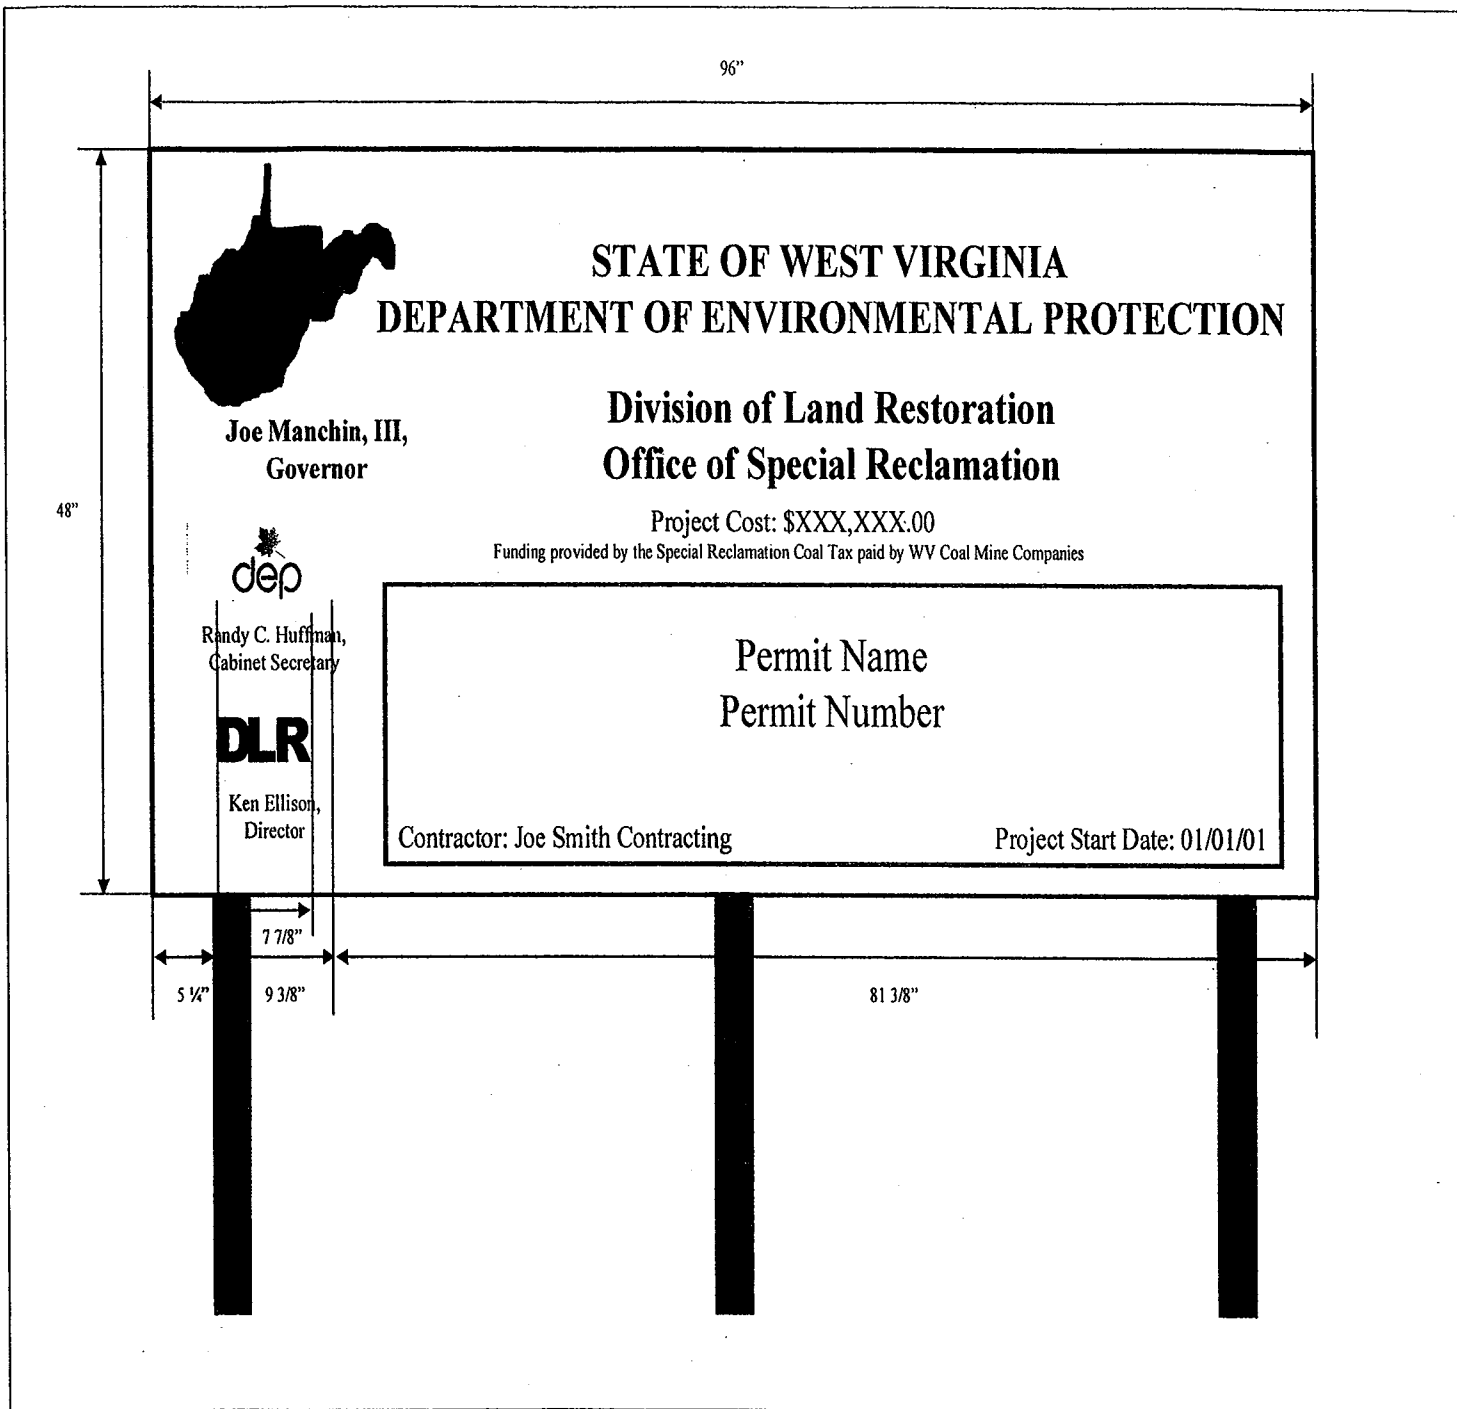 96"
STATE OF WEST VIRGINIA
DEPARTMENT OF ENVIRONMENTAL PROTECTION
Joe Manchin, III,
Governor
Division of Land Restoration
Office of Special Reclamation
48"
Project Cost: $XXX,XXX.00
Funding provided by the Special Reclamation Coal Tax paid by WV Coal Mine Companies
dep
Randy C. Huffman,
Cabinet Secretary
DLR
Ken Ellison,
Director
Permit Name
Permit Number
Contractor: Joe Smith Contracting
Project Start Date: 01/01/01
7 7/8"
5 ¼"
9 3/8"
81 3/8"